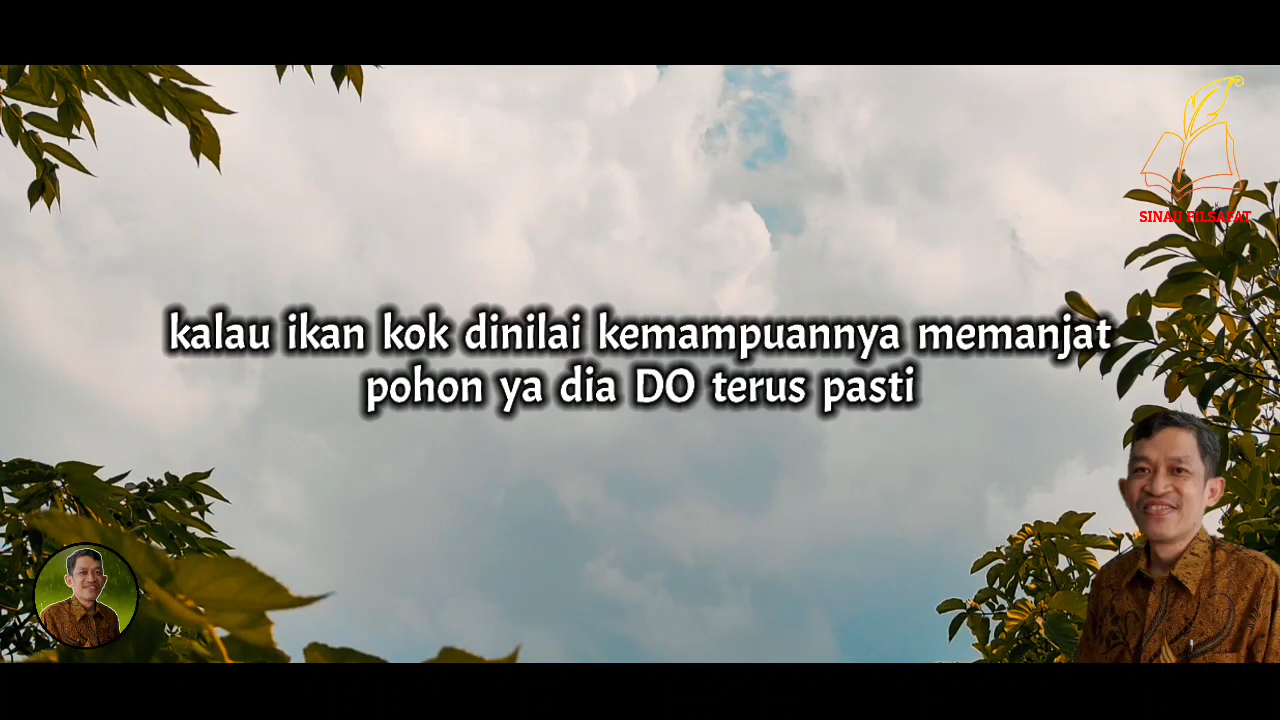 SINAU FILSAFAT
kalau ikan kok dinilai kemampuannya memanjat
pohon ya dia DO terus pasti